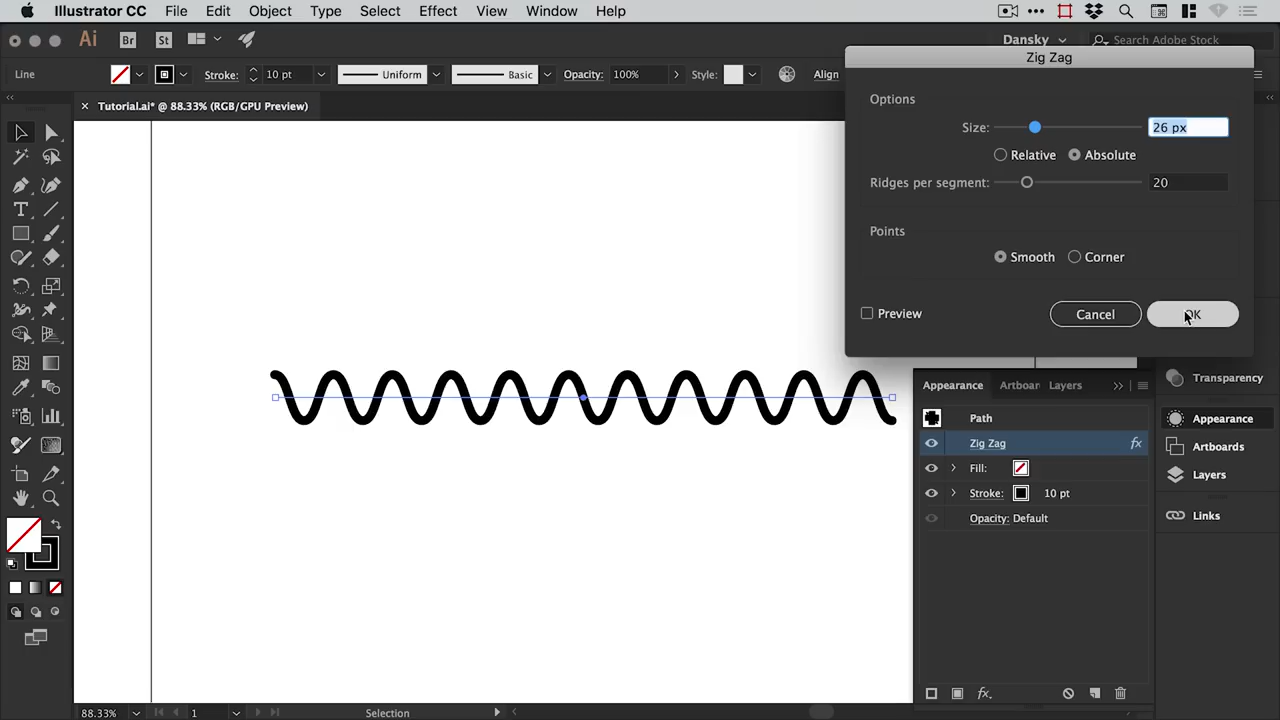 Illustrator CC File Edit Object Type Select Effect View Window Help
Ai Br St Dansky Search Adobe Stock
Line Stroke: 10 pt Uniform Basic Opacity: 100% Style: Align
Zig Zag
× Tutorial.ai* @ 88.33% (RGB/GPU Preview)
Options
Size: 26 px
Relative Absolute
Ridges per segment: 20
Points
Smooth Corner
Preview Cancel OK
Appearance Artboar Layers
Path
Zig Zag fx
Fill:
Stroke: 10 pt
Opacity: Default
fx.
Transparency
Appearance
Artboards
Layers
Links
T
88.33% 1 Selection